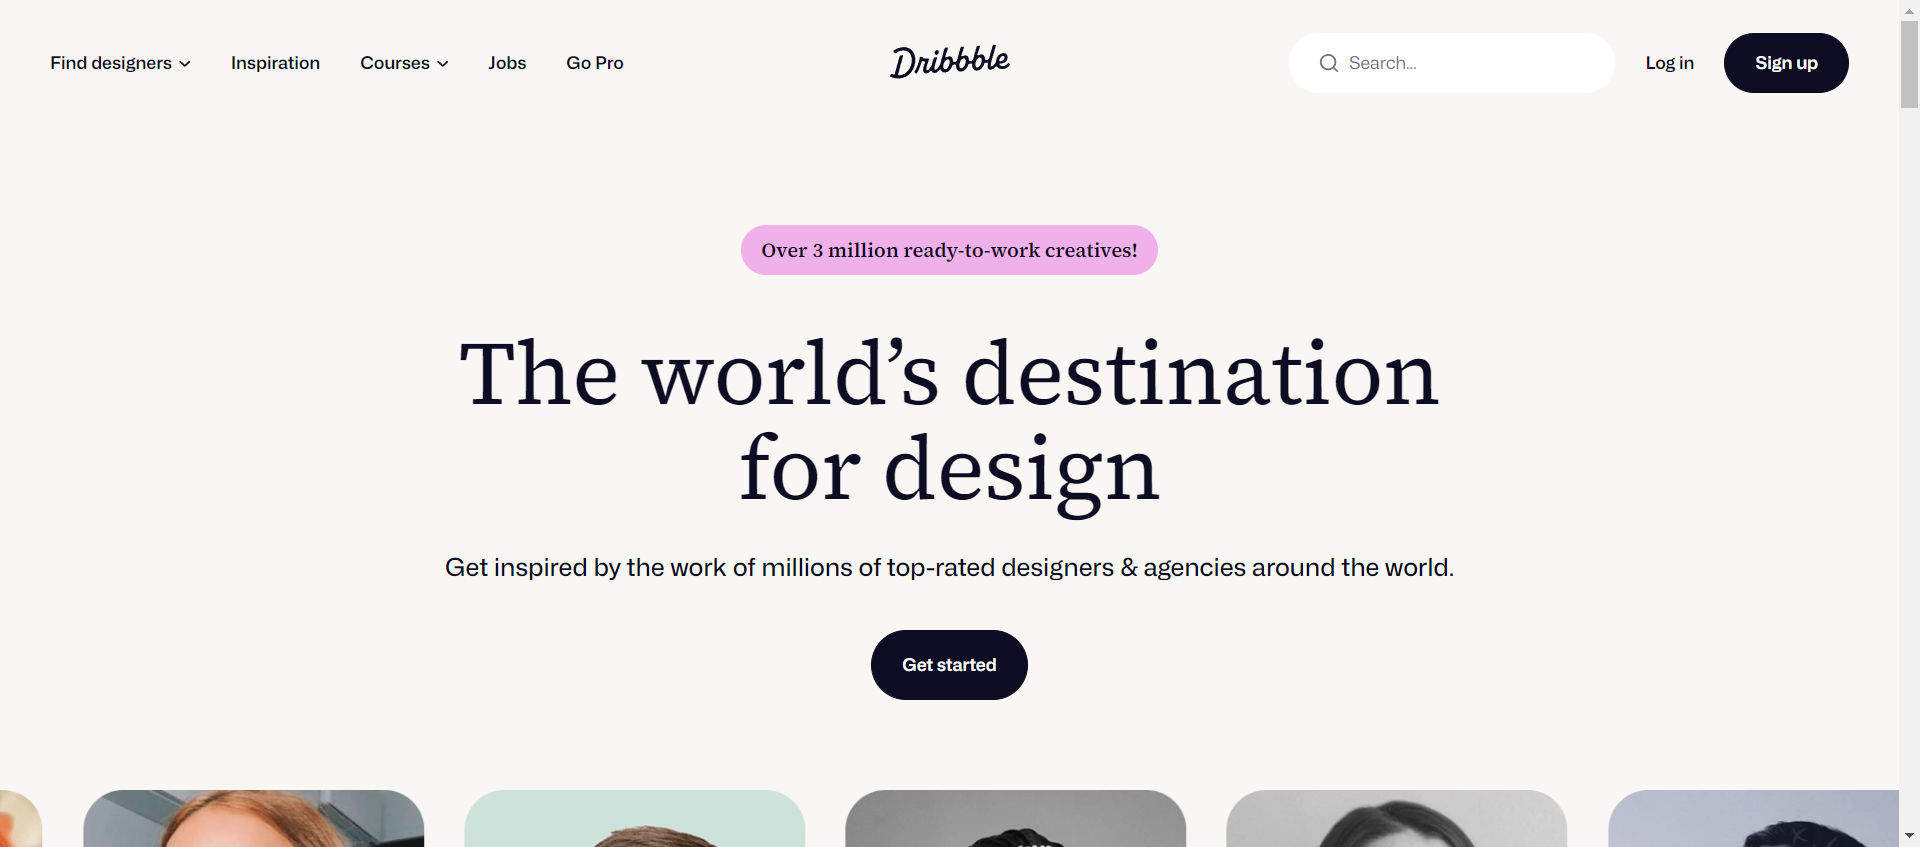 Find designers
Inspiration
Courses
Jobs
Go Pro
Dribbble
Search...
Log in
Sign up
Over 3 million ready-to-work creatives!
The world’s destination
for design
Get inspired by the work of millions of top-rated designers & agencies around the world.
Get started